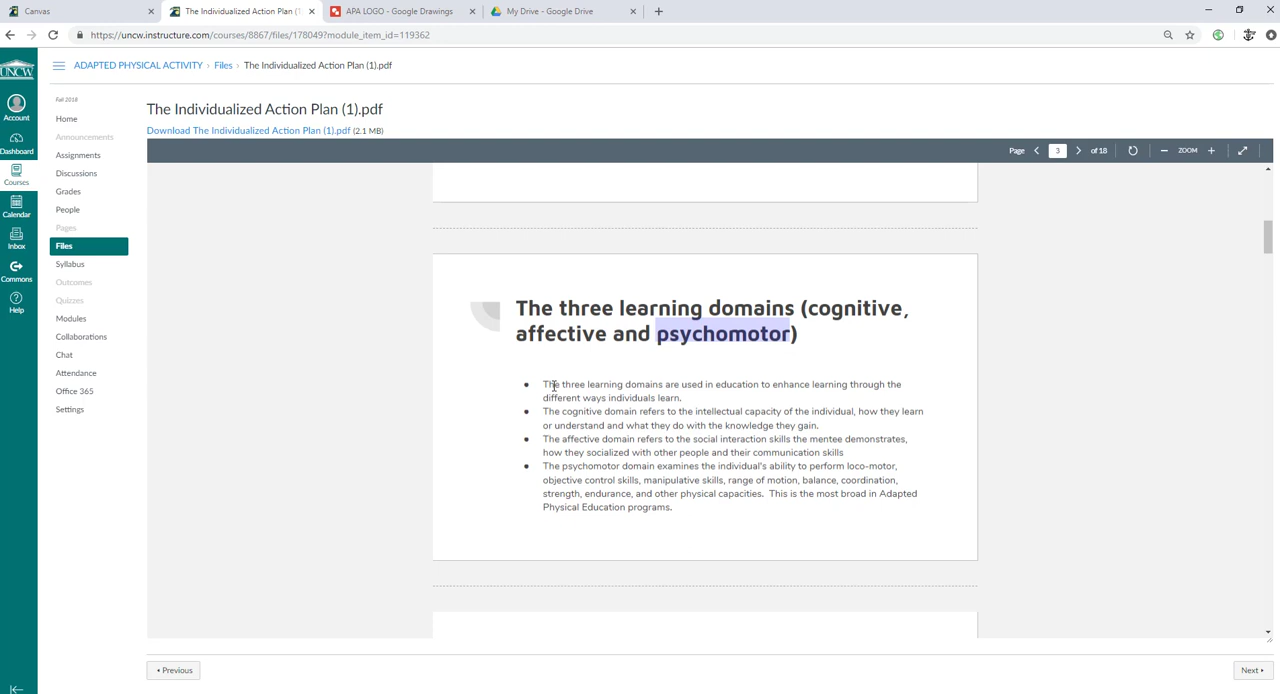 Canvas
The Individualized Action Plan (1
APA LOGO - Google Drawings
My Drive - Google Drive
https://uncw.instructure.com/courses/8867/files/178049?module_item_id=119362
UNCW
ADAPTED PHYSICAL ACTIVITY › Files › The Individualized Action Plan (1).pdf
Account
Dashboard
Courses
Calendar
Inbox
Commons
Help
Fall 2018
Home
Announcements
Assignments
Discussions
Grades
People
Pages
Files
Syllabus
Outcomes
Quizzes
Modules
Collaborations
Chat
Attendance
Office 365
Settings
The Individualized Action Plan (1).pdf
Download The Individualized Action Plan (1).pdf (2.1 MB)
Page 3 of 18 ZOOM
The three learning domains (cognitive,
affective and psychomotor)
● The three learning domains are used in education to enhance learning through the
different ways individuals learn.
● The cognitive domain refers to the intellectual capacity of the individual, how they learn
or understand and what they do with the knowledge they gain.
● The affective domain refers to the social interaction skills the mentee demonstrates,
how they socialized with other people and their communication skills
● The psychomotor domain examines the individual's ability to perform loco-motor,
objective control skills, manipulative skills, range of motion, balance, coordination,
strength, endurance, and other physical capacities. This is the most broad in Adapted
Physical Education programs.
Previous
Next